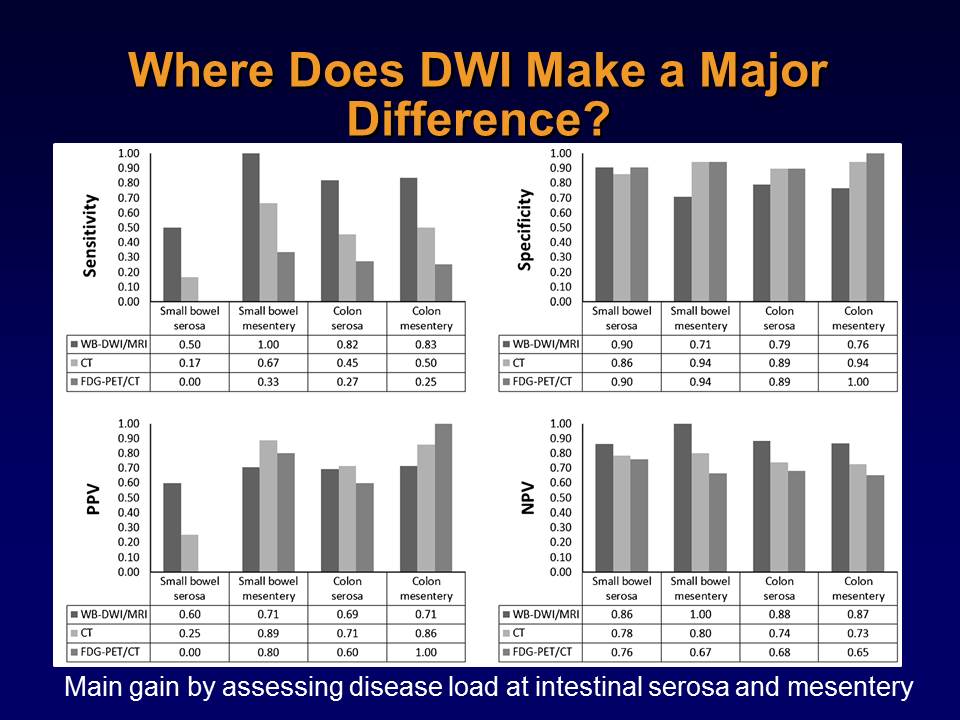 Where Does DWI Make a Major
Difference?
Sensitivity
1.00
0.90
0.80
0.70
0.60
0.50
0.40
0.30
0.20
0.10
0.00
Small bowel serosa Small bowel mesentery Colon serosa Colon mesentery
WB-DWI/MRI 0.50 1.00 0.82 0.83
CT 0.17 0.67 0.45 0.50
FDG-PET/CT 0.00 0.33 0.27 0.25
Specificity
1.00
0.90
0.80
0.70
0.60
0.50
0.40
0.30
0.20
0.10
0.00
Small bowel serosa Small bowel mesentery Colon serosa Colon mesentery
WB-DWI/MRI 0.90 0.71 0.79 0.76
CT 0.86 0.94 0.89 0.94
FDG-PET/CT 0.90 0.94 0.89 1.00
PPV
1.00
0.90
0.80
0.70
0.60
0.50
0.40
0.30
0.20
0.10
0.00
Small bowel serosa Small bowel mesentery Colon serosa Colon mesentery
WB-DWI/MRI 0.60 0.71 0.69 0.71
CT 0.25 0.89 0.71 0.86
FDG-PET/CT 0.00 0.80 0.60 1.00
NPV
1.00
0.90
0.80
0.70
0.60
0.50
0.40
0.30
0.20
0.10
0.00
Small bowel serosa Small bowel mesentery Colon serosa Colon mesentery
WB-DWI/MRI 0.86 1.00 0.88 0.87
CT 0.78 0.80 0.74 0.73
FDG-PET/CT 0.76 0.67 0.68 0.65
Main gain by assessing disease load at intestinal serosa and mesentery